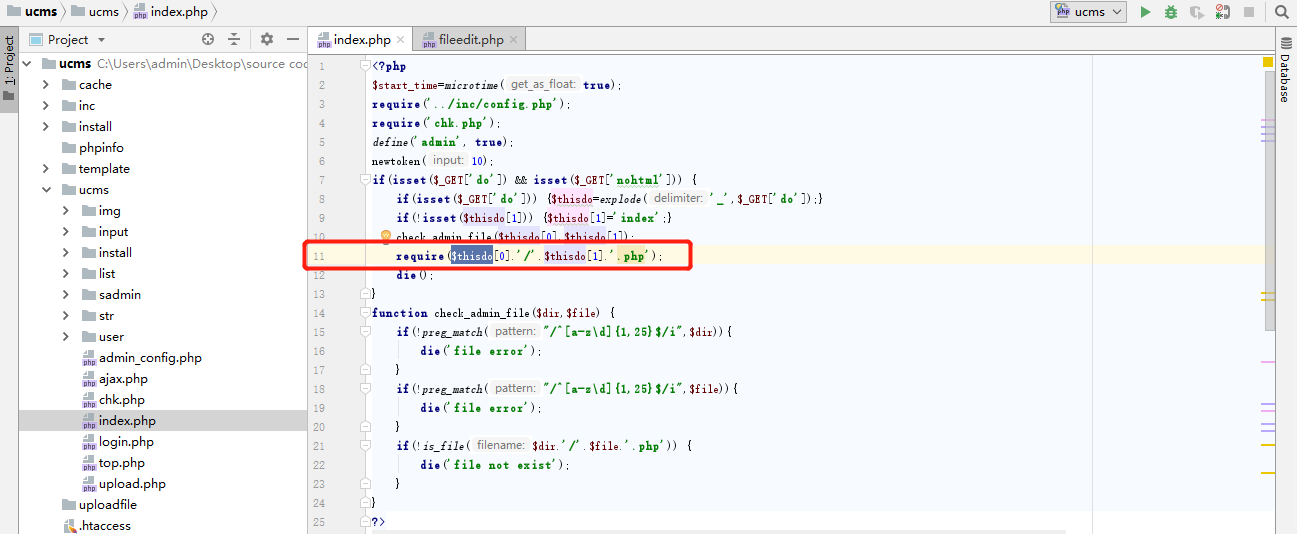 ucms ucms index.php ucms
Project index.php fileedit.php
1: Project
Database
ucms C:\Users\admin\Desktop\source cod
cache
inc
install
phpinfo
template
ucms
img
input
install
list
sadmin
str
user
admin_config.php
ajax.php
chk.php
index.php
login.php
top.php
upload.php
uploadfile
.htaccess
1 <?php
2 $start_time=microtime( get_as_float: true);
3 require('../inc/config.php');
4 require('chk.php');
5 define('admin', true);
6 newtoken( input: 10);
7 if(isset($_GET['do']) && isset($_GET['nohtml'])) {
8 if(isset($_GET['do'])) {$thisdo=explode( delimiter: '_',$_GET['do']);}
9 if(!isset($thisdo[1])) {$thisdo[1]='index';}
10 check_admin_file($thisdo[0],$thisdo[1]);
11 require($thisdo[0].'/'.$thisdo[1].'.php');
12 die();
13 }
14 function check_admin_file($dir,$file) {
15 if(!preg_match( pattern: "/^[a-z\d]{1,25}$/i",$dir)){
16 die('file error');
17 }
18 if(!preg_match( pattern: "/^[a-z\d]{1,25}$/i",$file)){
19 die('file error');
20 }
21 if(!is_file( filename: $dir.'/'.$file.'.php')) {
22 die('file not exist');
23 }
24 }
25 ?>